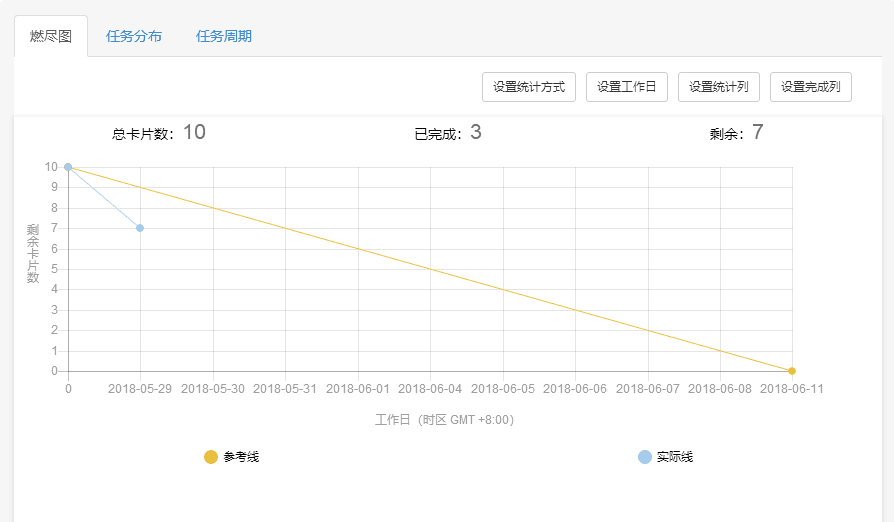 燃尽图 任务分布 任务周期
设置统计方式 设置工作日 设置统计列 设置完成列
总卡片数：10 已完成：3 剩余：7
10
9
8
7
6
5
4
3
2
1
0
剩余卡片数
0 2018-05-29 2018-05-30 2018-05-31 2018-06-01 2018-06-04 2018-06-05 2018-06-06 2018-06-07 2018-06-08 2018-06-11
工作日（时区 GMT +8:00）
参考线 实际线